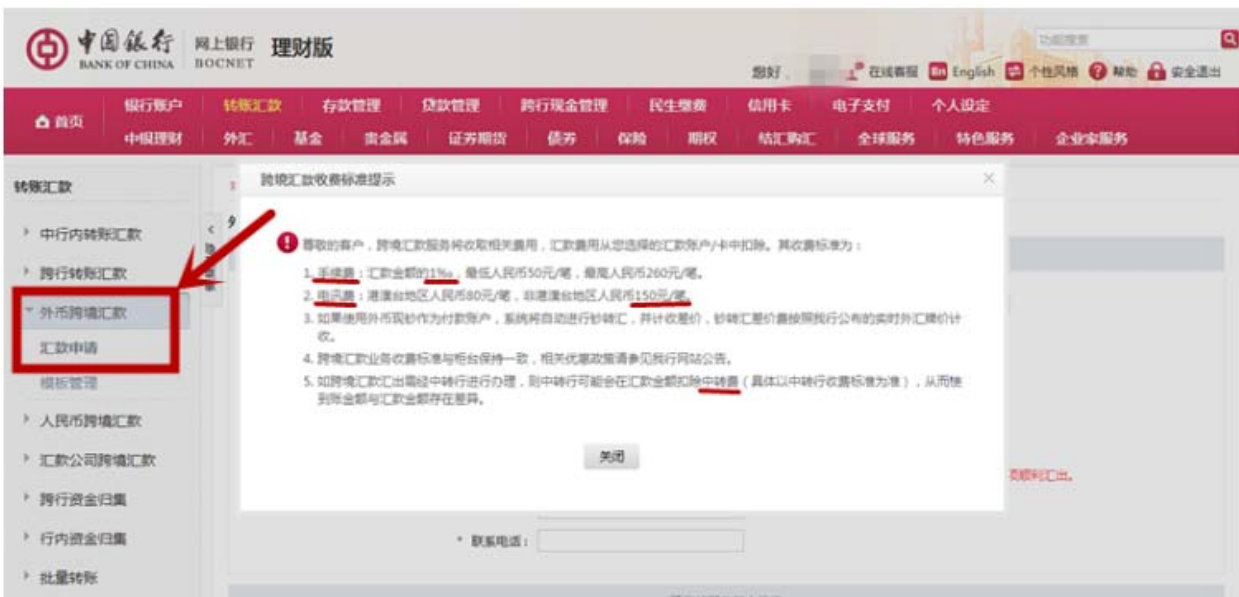 中国银行 网上银行 理财版
BANK OF CHINA BOCNET
功能搜索
您好， 在线客服 En English 个性风格 帮助 安全退出
首页
银行账户 转账汇款 存款管理 贷款管理 跨行现金管理 民生缴费 信用卡 电子支付 个人设定
中银理财 外汇 基金 贵金属 证券期货 债券 保险 期权 结汇购汇 全球服务 特色服务 企业家服务
转账汇款
中行内转账汇款
跨行转账汇款
外币跨境汇款
汇款申请
模板管理
人民币跨境汇款
汇款公司跨境汇款
跨行资金归集
行内资金归集
批量转账
跨境汇款收费标准提示
尊敬的客户，跨境汇款服务将收取相关费用，汇款费用从您选择的汇款账户/卡中扣除。其收费标准为：
1. 手续费：汇款金额的1‰，最低人民币50元/笔，最高人民币260元/笔。
2. 电讯费：港澳台地区人民币80元/笔，非港澳台地区人民币150元/笔。
3. 如果使用外币现钞作为付款账户，系统将自动进行钞转汇，并计收差价，钞转汇差价费按照我行公布的实时外汇牌价计
收。
4. 跨境汇款业务收费标准与柜台保持一致，相关优惠政策请参见我行网站公告。
5. 如跨境汇款汇出需经中转行进行办理，则中转行可能会在汇款金额扣除中转费（具体以中转行收费标准为准），从而使
到账金额与汇款金额存在差异。
关闭
顺利汇出。
* 联系电话：